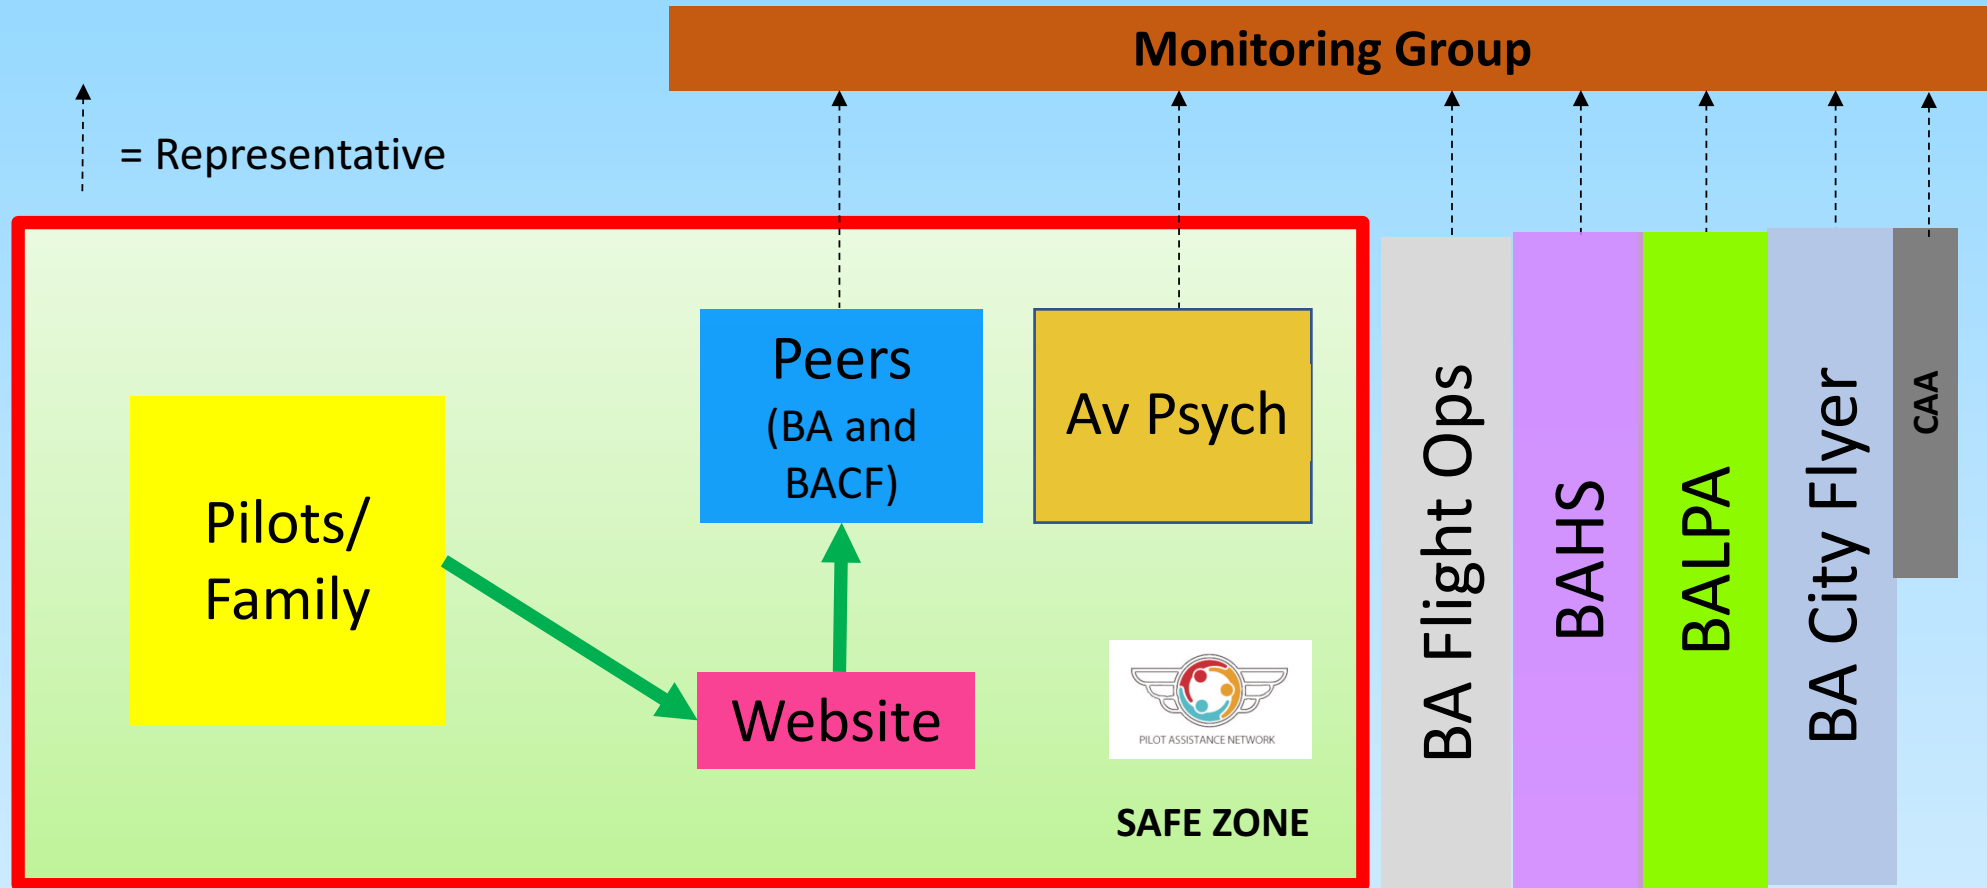 Monitoring Group
= Representative
Peers
(BA and
BACF)
Av Psych
Pilots/
Family
Website
PILOT ASSISTANCE NETWORK
SAFE ZONE
BA Flight Ops
BAHS
BALPA
BA City Flyer
CAA